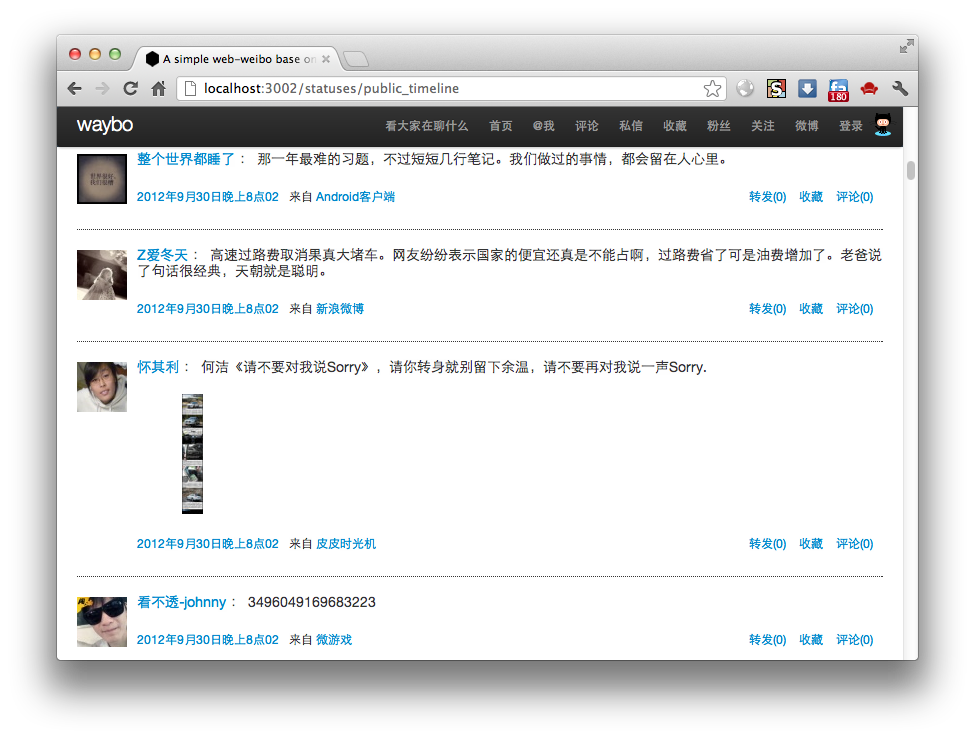 A simple web-weibo base on
localhost:3002/statuses/public_timeline
180
waybo
看大家在聊什么 首页 @我 评论 私信 收藏 粉丝 关注 微博 登录
整个世界都睡了： 那一年最难的习题，不过短短几行笔记。我们做过的事情，都会留在人心里。
2012年9月30日晚上8点02 来自 Android客户端 转发(0) 收藏 评论(0)
Z爱冬天： 高速过路费取消果真大堵车。网友纷纷表示国家的便宜还真是不能占啊，过路费省了可是油费增加了。老爸说
了句话很经典，天朝就是聪明。
2012年9月30日晚上8点02 来自 新浪微博 转发(0) 收藏 评论(0)
怀其利： 何洁《请不要对我说Sorry》，请你转身就别留下余温，请不要再对我说一声Sorry.
2012年9月30日晚上8点02 来自 皮皮时光机 转发(0) 收藏 评论(0)
看不透-johnny： 3496049169683223
2012年9月30日晚上8点02 来自 微游戏 转发(0) 收藏 评论(0)